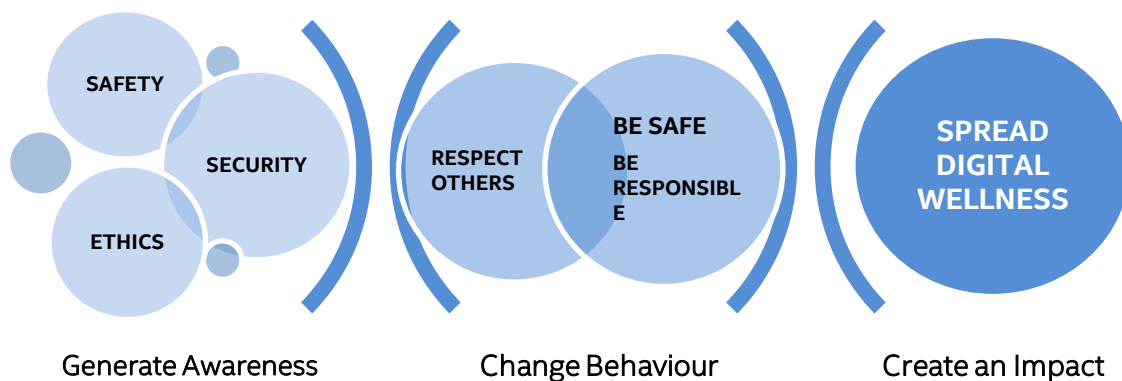 SAFETY
SECURITY
ETHICS
Generate Awareness
RESPECT
OTHERS
BE SAFE
BE
RESPONSIBL
E
Change Behaviour
SPREAD
DIGITAL
WELLNESS
Create an Impact